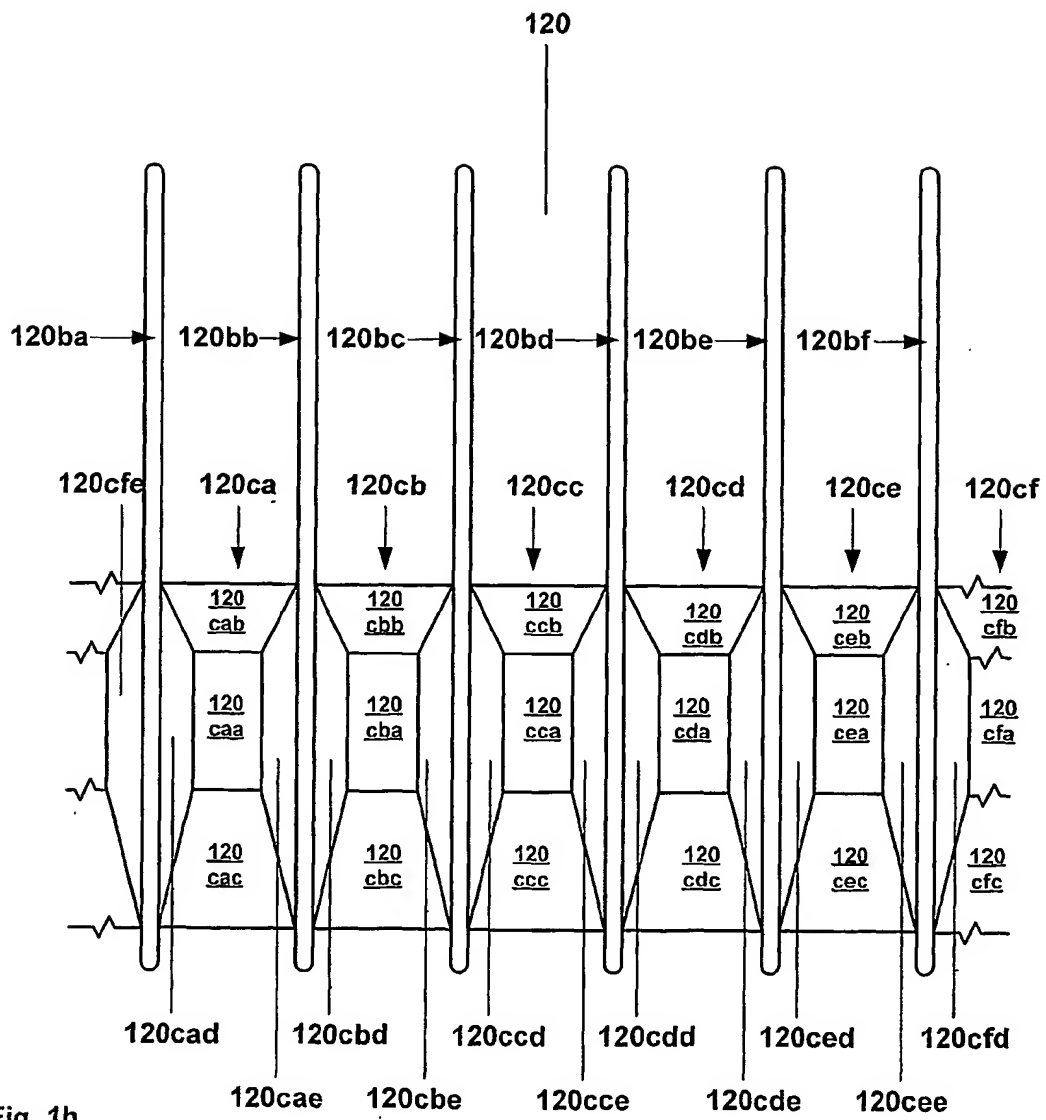 120
120ba 120bb 120bc 120bd 120be 120bf
120cfe 120ca 120cb 120cc 120cd 120ce 120cf
120 120 120 120 120 120
cab cbb ccb cdb ceb cfb
120 120 120 120 120 120
caa cba cca cda cea cfa
120 120 120 120 120 120
cac cbc ccc cdc cec cfc
120cad 120cbd 120ccd 120cdd 120ced 120cfd
120cae 120cbe 120cce 120cde 120cee
Fig. 1b